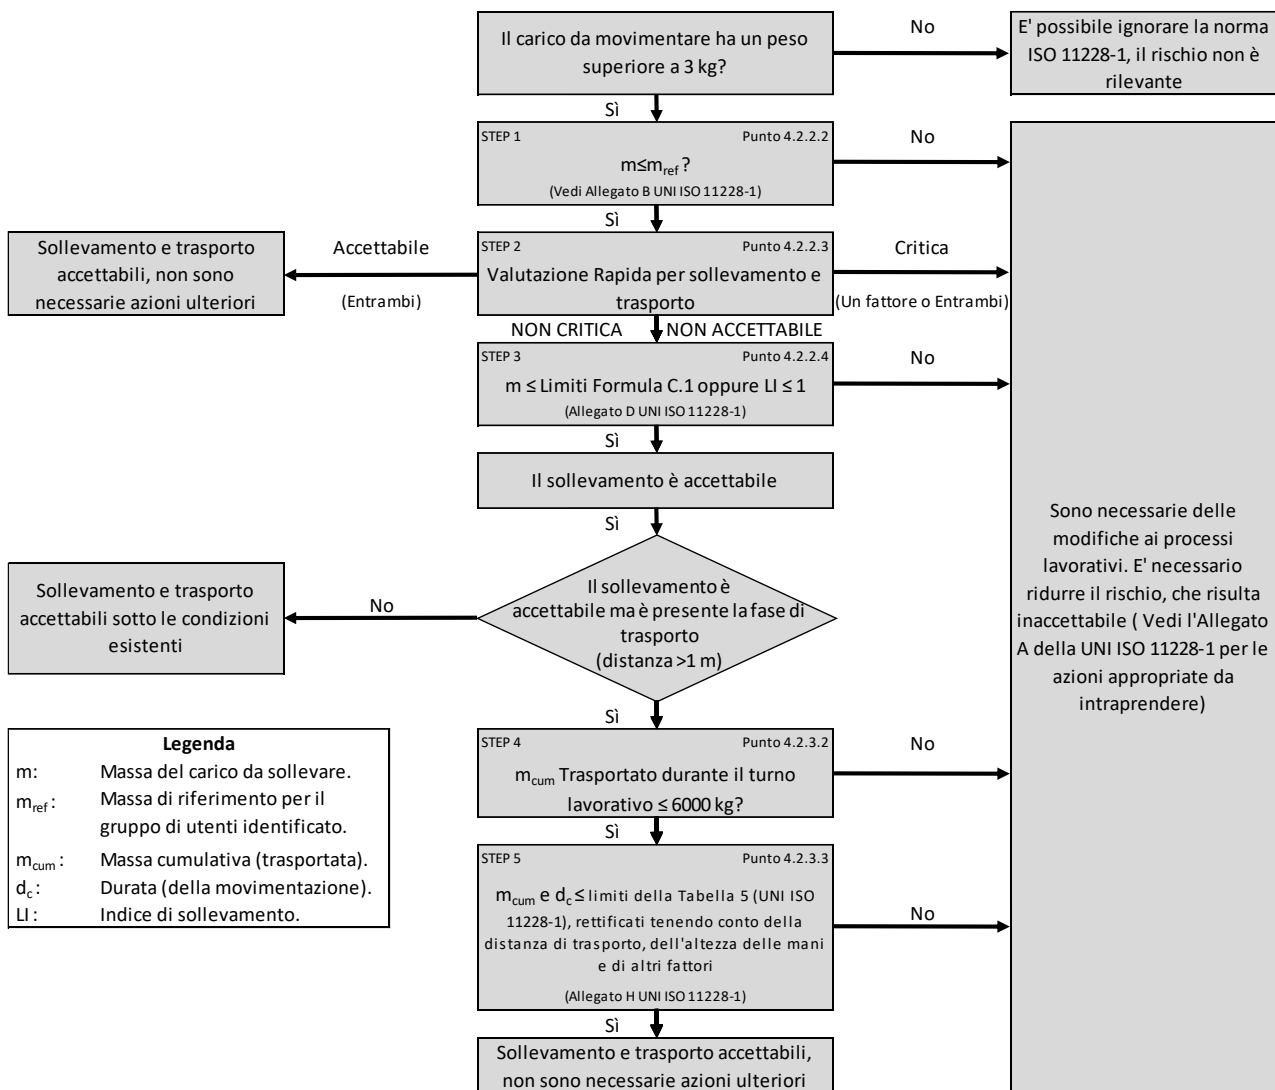 Il carico da movimentare ha un peso
superiore a 3 kg?
No
E' possibile ignorare la norma
ISO 11228-1, il rischio non è
rilevante
Sì
STEP 1
Punto 4.2.2.2
m≤mref ?
(Vedi Allegato B UNI ISO 11228-1)
No
Sì
Sollevamento e trasporto
accettabili, non sono
necessarie azioni ulteriori
Accettabile
(Entrambi)
STEP 2
Punto 4.2.2.3
Valutazione Rapida per sollevamento e
trasporto
Critica
(Un fattore o Entrambi)
NON CRITICA
NON ACCETTABILE
STEP 3
Punto 4.2.2.4
m ≤ Limiti Formula C.1 oppure LI ≤ 1
(Allegato D UNI ISO 11228-1)
No
Sì
Il sollevamento è accettabile
Sì
Il sollevamento è
accettabile ma è presente la fase di
trasporto
(distanza >1 m)
No
Sollevamento e trasporto
accettabili sotto le condizioni
esistenti
Sono necessarie delle
modifiche ai processi
lavorativi. E' necessario
ridurre il rischio, che risulta
inaccettabile ( Vedi l'Allegato
A della UNI ISO 11228-1 per le
azioni appropriate da
intraprendere)
Sì
STEP 4
Punto 4.2.3.2
mcum Trasportato durante il turno
lavorativo ≤ 6000 kg?
No
Sì
STEP 5
Punto 4.2.3.3
mcum e dc ≤ limiti della Tabella 5 (UNI ISO
11228-1), rettificati tenendo conto della
distanza di trasporto, dell'altezza delle mani
e di altri fattori
(Allegato H UNI ISO 11228-1)
No
Sì
Sollevamento e trasporto accettabili,
non sono necessarie azioni ulteriori
Legenda
m: Massa del carico da sollevare.
mref : Massa di riferimento per il
gruppo di utenti identificato.
mcum : Massa cumulativa (trasportata).
dc : Durata (della movimentazione).
LI : Indice di sollevamento.